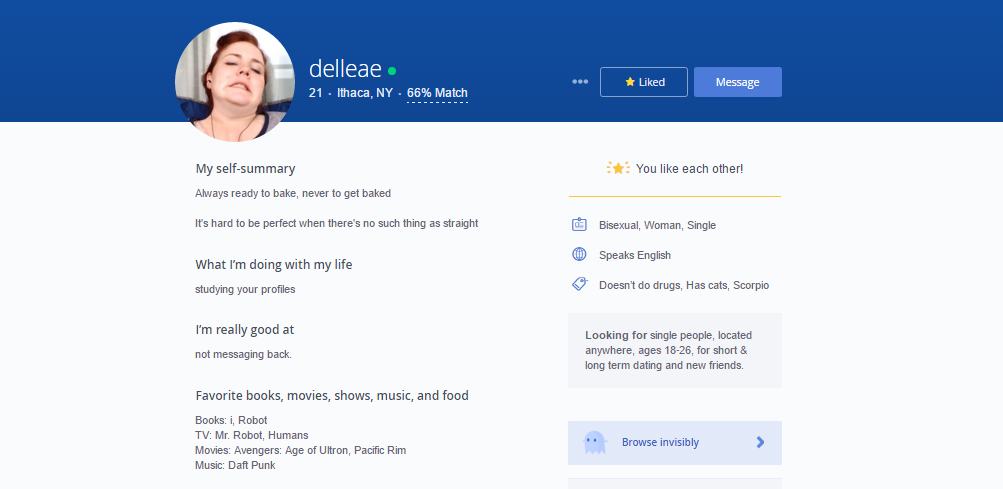 delleae
21 · Ithaca, NY · 66% Match
Liked
Message
My self-summary
Always ready to bake, never to get baked
It's hard to be perfect when there's no such thing as straight
What I'm doing with my life
studying your profiles
I'm really good at
not messaging back.
Favorite books, movies, shows, music, and food
Books: i, Robot
TV: Mr. Robot, Humans
Movies: Avengers: Age of Ultron, Pacific Rim
Music: Daft Punk
You like each other!
Bisexual, Woman, Single
Speaks English
Doesn't do drugs, Has cats, Scorpio
Looking for single people, located
anywhere, ages 18-26, for short &
long term dating and new friends.
Browse invisibly